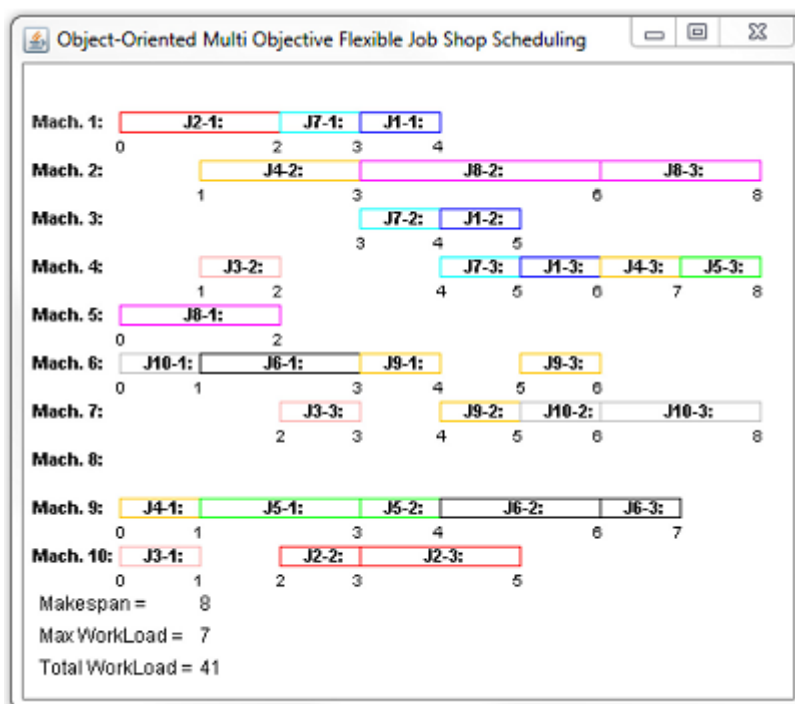 Object-Oriented Multi Objective Flexible Job Shop Scheduling
Mach. 1: J2-1: J7-1: J1-1:
0 2 3 4
Mach. 2: J4-2: J8-2: J8-3:
1 3 6 8
Mach. 3: J7-2: J1-2:
3 4 5
Mach. 4: J3-2: J7-3: J1-3: J4-3: J5-3:
1 2 4 5 6 7 8
Mach. 5: J8-1:
0 2
Mach. 6: J10-1: J6-1: J9-1: J9-3:
0 1 3 4 5 6
Mach. 7: J3-3: J9-2: J10-2: J10-3:
2 3 4 5 6 8
Mach. 8:
Mach. 9: J4-1: J5-1: J5-2: J6-2: J6-3:
0 1 3 4 6 7
Mach. 10: J3-1: J2-2: J2-3:
0 1 2 3 5
Makespan = 8
Max WorkLoad = 7
Total WorkLoad = 41